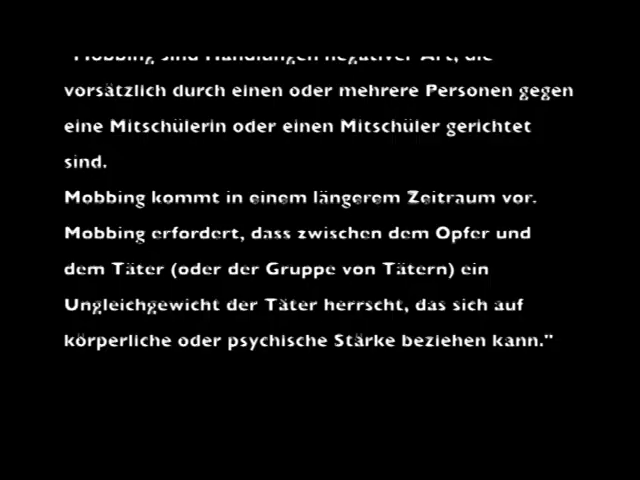 "Mobbing sind Handlungen negativer Art, die
vorsätzlich durch einen oder mehrere Personen gegen
eine Mitschülerin oder einen Mitschüler gerichtet
sind.
Mobbing kommt in einem längerem Zeitraum vor.
Mobbing erfordert, dass zwischen dem Opfer und
dem Täter (oder der Gruppe von Tätern) ein
Ungleichgewicht der Täter herrscht, das sich auf
körperliche oder psychische Stärke beziehen kann."